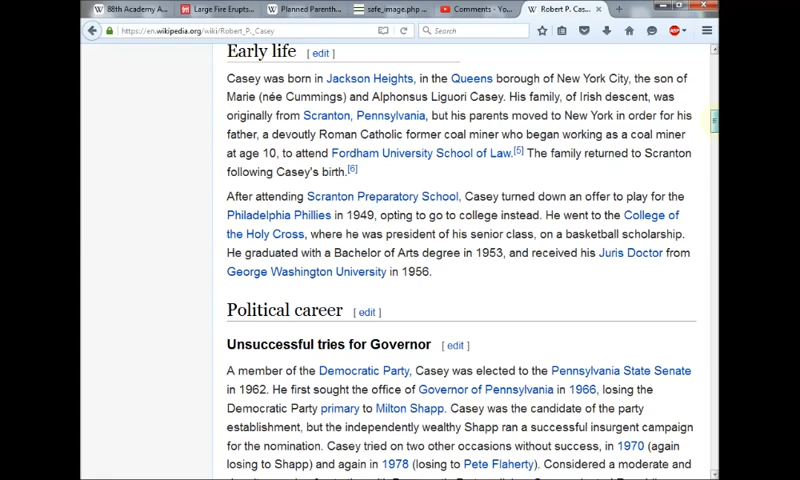 88th Academy A...
Large Fire Erupts...
Planned Parenth...
safe_image.php ...
Comments - Yo...
Robert P. Cas...
https://en.wikipedia.org/wiki/Robert_P._Casey
Search
Early life [ edit ]
Casey was born in Jackson Heights, in the Queens borough of New York City, the son of
Marie (née Cummings) and Alphonsus Liguori Casey. His family, of Irish descent, was
originally from Scranton, Pennsylvania, but his parents moved to New York in order for his
father, a devoutly Roman Catholic former coal miner who began working as a coal miner
at age 10, to attend Fordham University School of Law.[5] The family returned to Scranton
following Casey's birth.[6]
After attending Scranton Preparatory School, Casey turned down an offer to play for the
Philadelphia Phillies in 1949, opting to go to college instead. He went to the College of
the Holy Cross, where he was president of his senior class, on a basketball scholarship.
He graduated with a Bachelor of Arts degree in 1953, and received his Juris Doctor from
George Washington University in 1956.
Political career [ edit ]
Unsuccessful tries for Governor [ edit ]
A member of the Democratic Party, Casey was elected to the Pennsylvania State Senate
in 1962. He first sought the office of Governor of Pennsylvania in 1966, losing the
Democratic Party primary to Milton Shapp. Casey was the candidate of the party
establishment, but the independently wealthy Shapp ran a successful insurgent campaign
for the nomination. Casey tried on two other occasions without success, in 1970 (again
losing to Shapp) and again in 1978 (losing to Pete Flaherty). Considered a moderate and